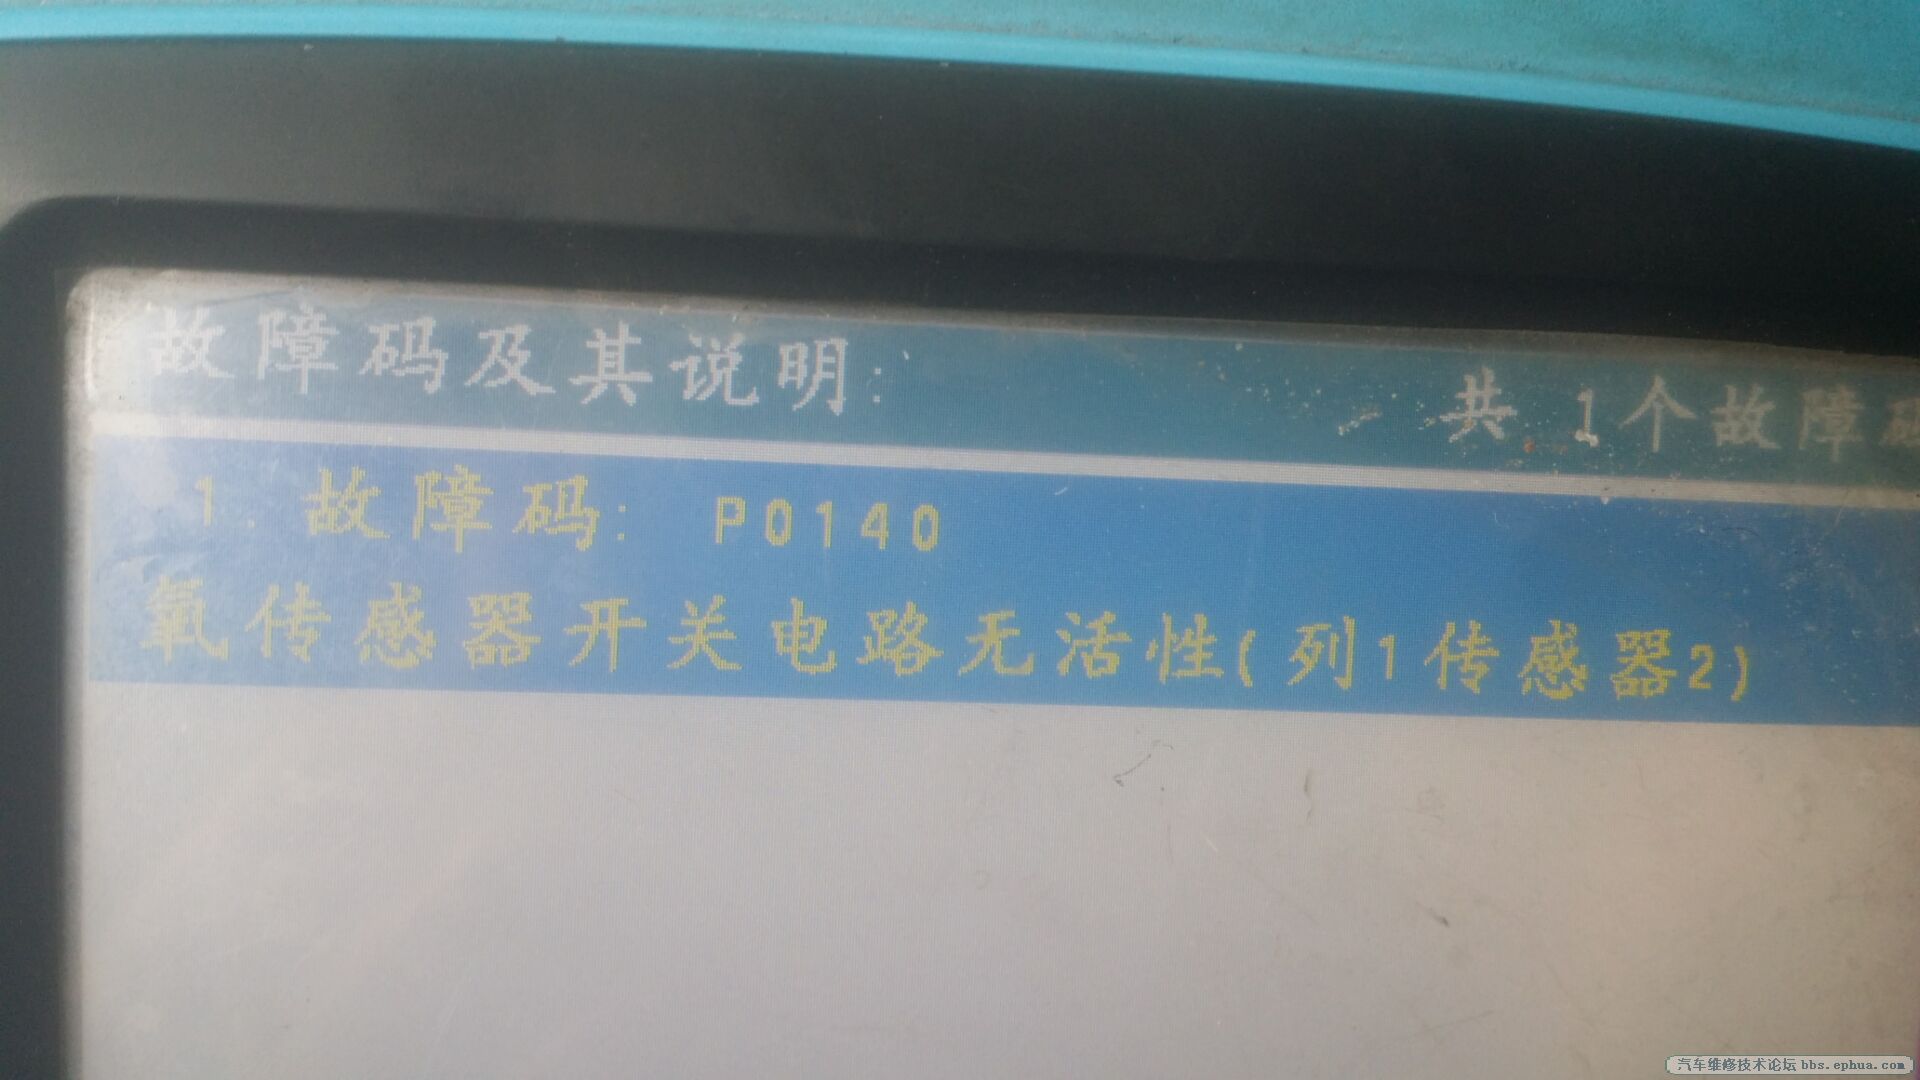 故障码及其说明: 共 1个故障码
1. 故障码: P0140
氧传感器开关电路无活性(列1传感器2)
汽车维修技术论坛 bbs.ephua.com